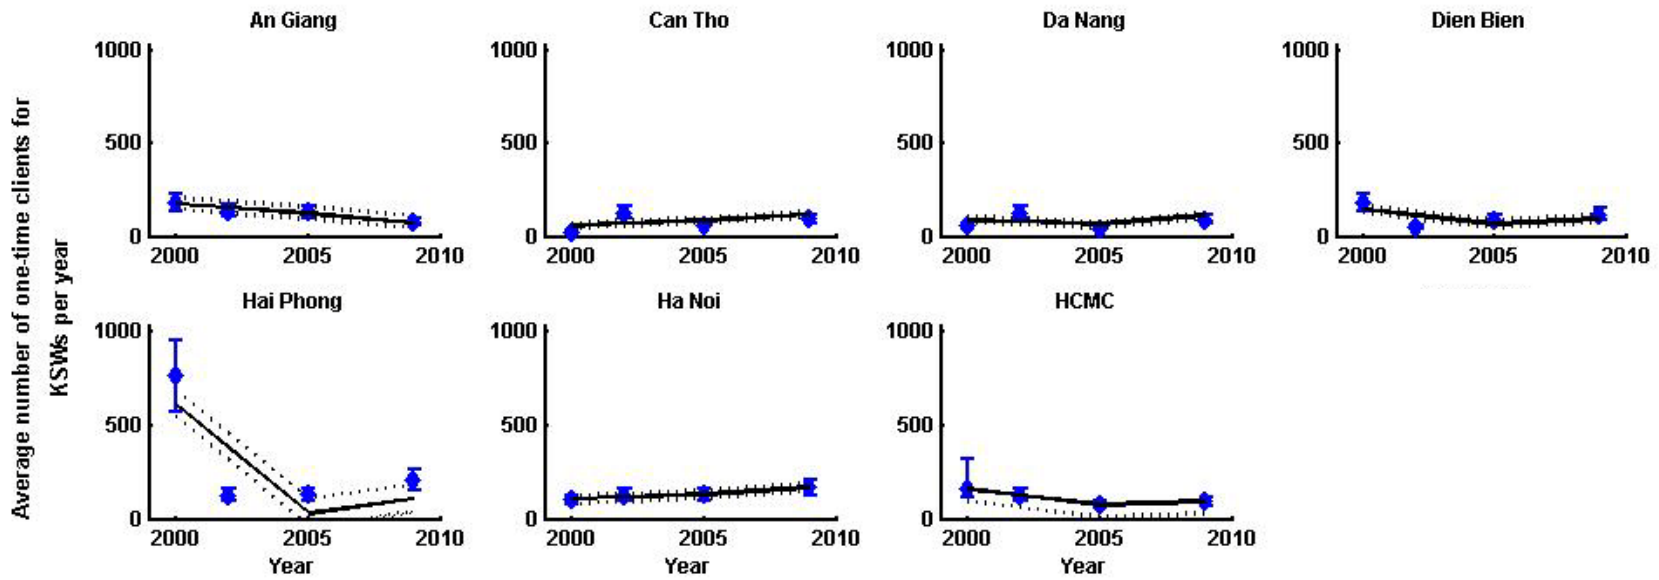 An Giang
Can Tho
Da Nang
Dien Bien
Average number of one-time clients for
KSWs per year
1000
500
0
2000 2005 2010
1000
500
0
2000 2005 2010
1000
500
0
2000 2005 2010
1000
500
0
2000 2005 2010
Hai Phong
Ha Noi
HCMC
1000
500
0
2000 2005 2010
Year
1000
500
0
2000 2005 2010
Year
1000
500
0
2000 2005 2010
Year